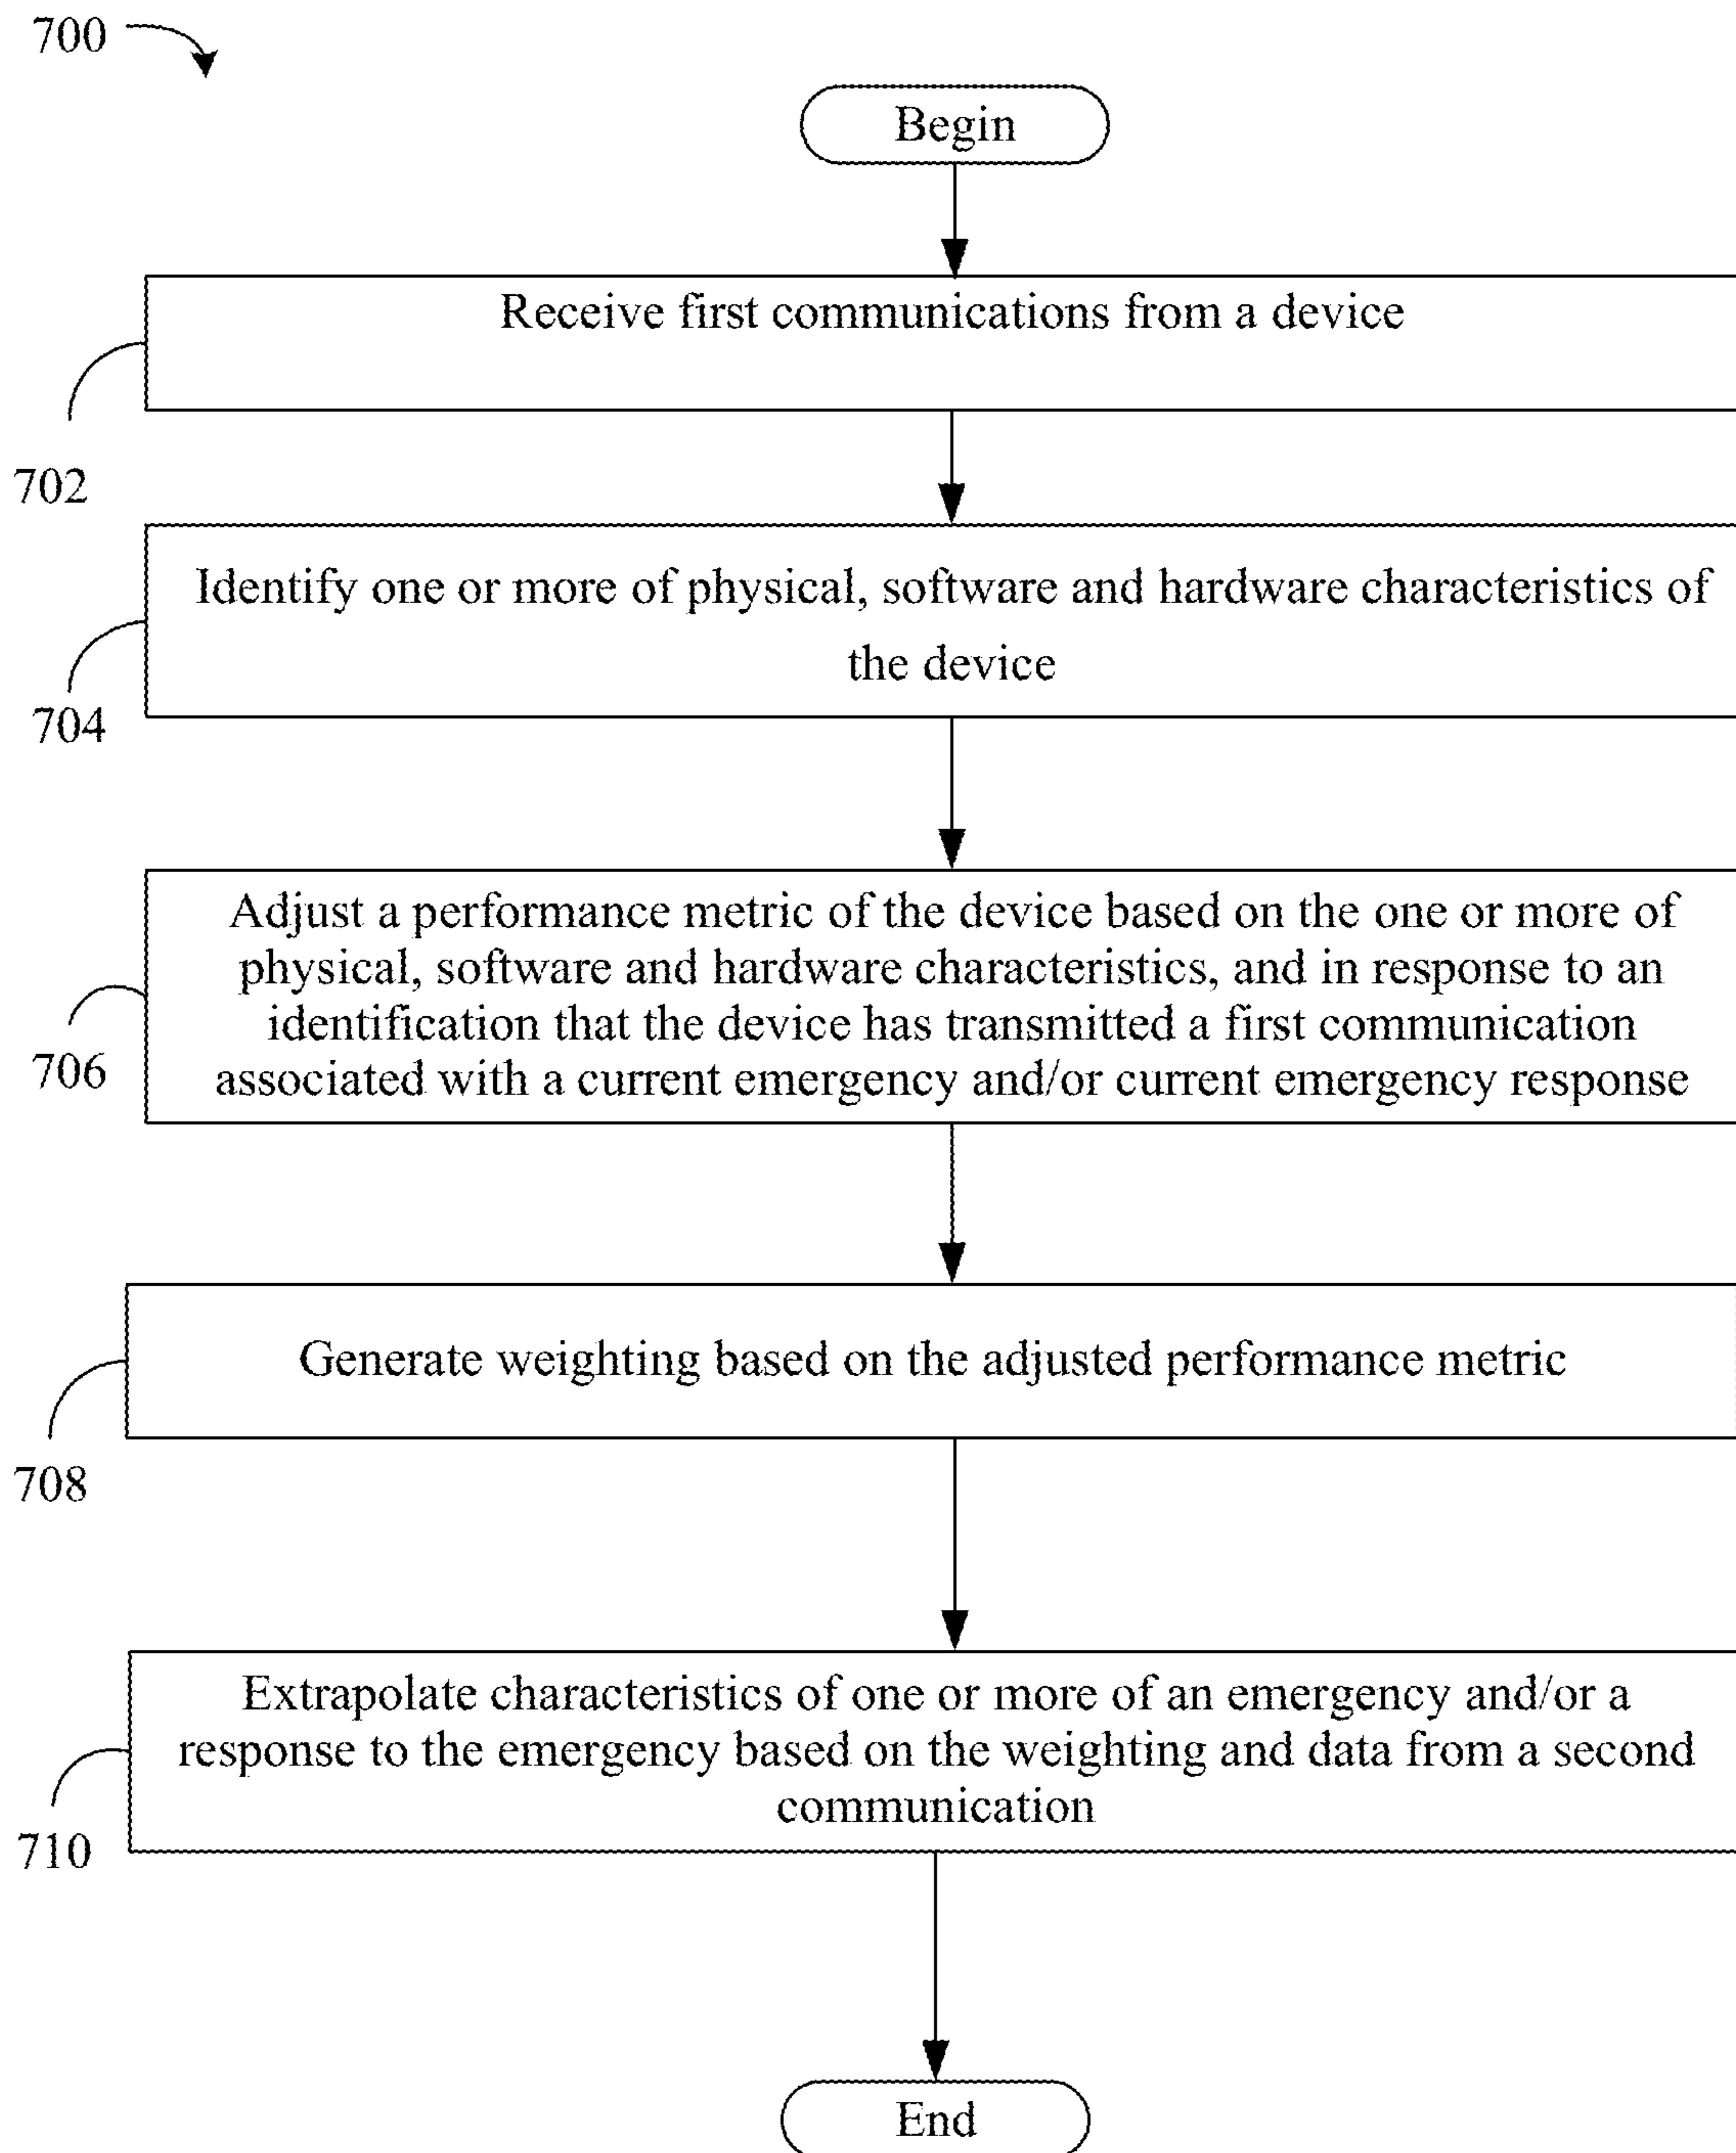 700
Begin
Receive first communications from a device
702
Identify one or more of physical, software and hardware characteristics of
the device
704
Adjust a performance metric of the device based on the one or more of
physical, software and hardware characteristics, and in response to an
identification that the device has transmitted a first communication
associated with a current emergency and/or current emergency response
706
Generate weighting based on the adjusted performance metric
708
Extrapolate characteristics of one or more of an emergency and/or a
response to the emergency based on the weighting and data from a second
communication
710
End